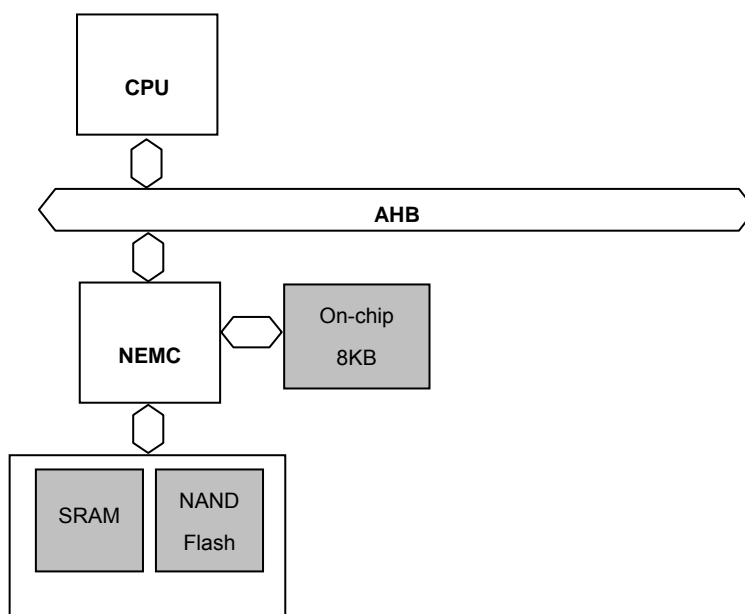 CPU
AHB
NEMC
On-chip
8KB
SRAM
NAND
Flash